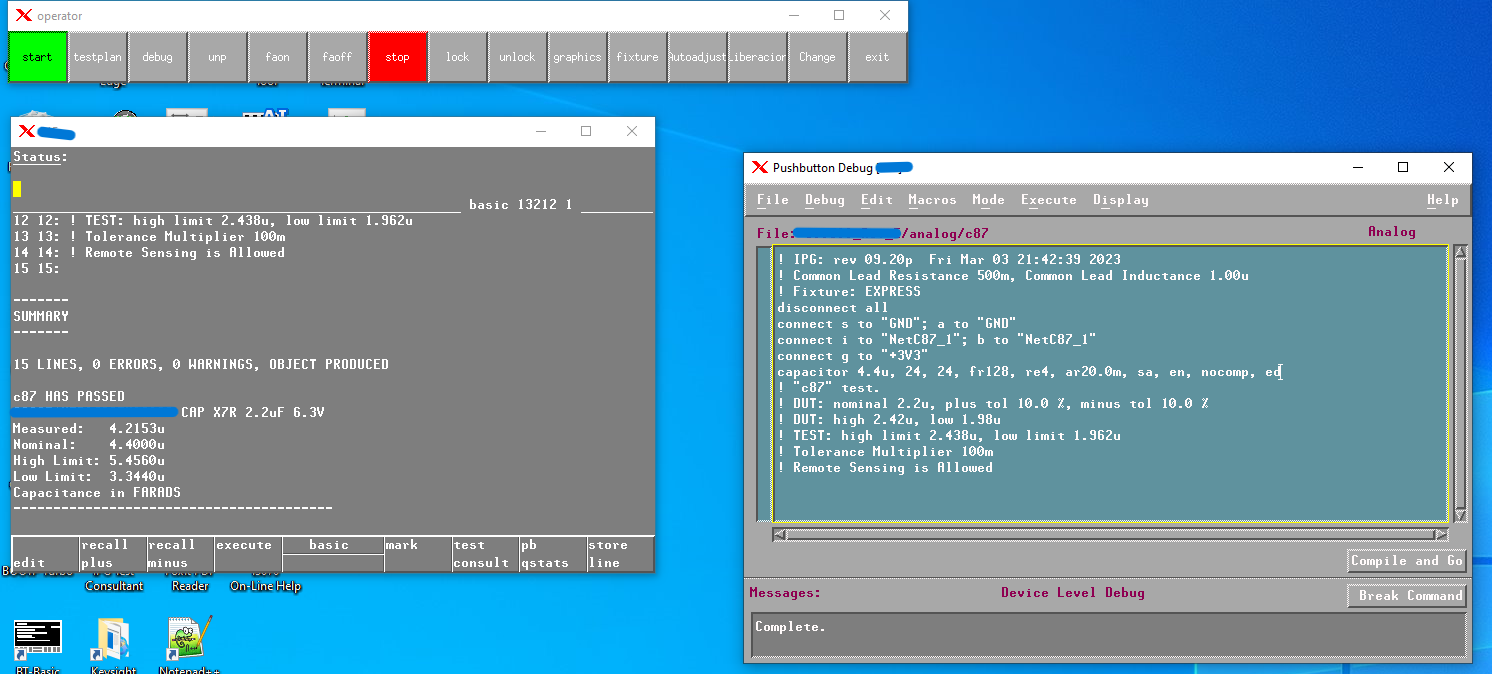 operator
start testplan debug unp faon faoff stop lock unlock graphics fixture Autoadjust Liberacion Change exit
Status:
basic 13212 1
12 12: ! TEST: high limit 2.438u, low limit 1.962u
13 13: ! Tolerance Multiplier 100m
14 14: ! Remote Sensing is Allowed
15 15:
-------
SUMMARY
-------
15 LINES, 0 ERRORS, 0 WARNINGS, OBJECT PRODUCED
c87 HAS PASSED
CAP X7R 2.2uF 6.3V
Measured: 4.2153u
Nominal: 4.4000u
High Limit: 5.4560u
Low Limit: 3.3440u
Capacitance in FARADS
----------------------------------------
edit recall plus recall minus execute basic mark test consult pb qstats store line
Consultant
Reader
On-Line Help
BT-Basic
Keysight
Notepad++
Pushbutton Debug
File Debug Edit Macros Mode Execute Display Help
File: /analog/c87 Analog
! IPG: rev 09.20p Fri Mar 03 21:42:39 2023
! Common Lead Resistance 500m, Common Lead Inductance 1.00u
! Fixture: EXPRESS
disconnect all
connect s to "GND"; a to "GND"
connect i to "NetC87_1"; b to "NetC87_1"
connect g to "+3V3"
capacitor 4.4u, 24, 24, fr128, re4, ar20.0m, sa, en, nocomp, ed
! "c87" test.
! DUT: nominal 2.2u, plus tol 10.0 %, minus tol 10.0 %
! DUT: high 2.42u, low 1.98u
! TEST: high limit 2.438u, low limit 1.962u
! Tolerance Multiplier 100m
! Remote Sensing is Allowed
Compile and Go
Messages: Device Level Debug Break Command
Complete.